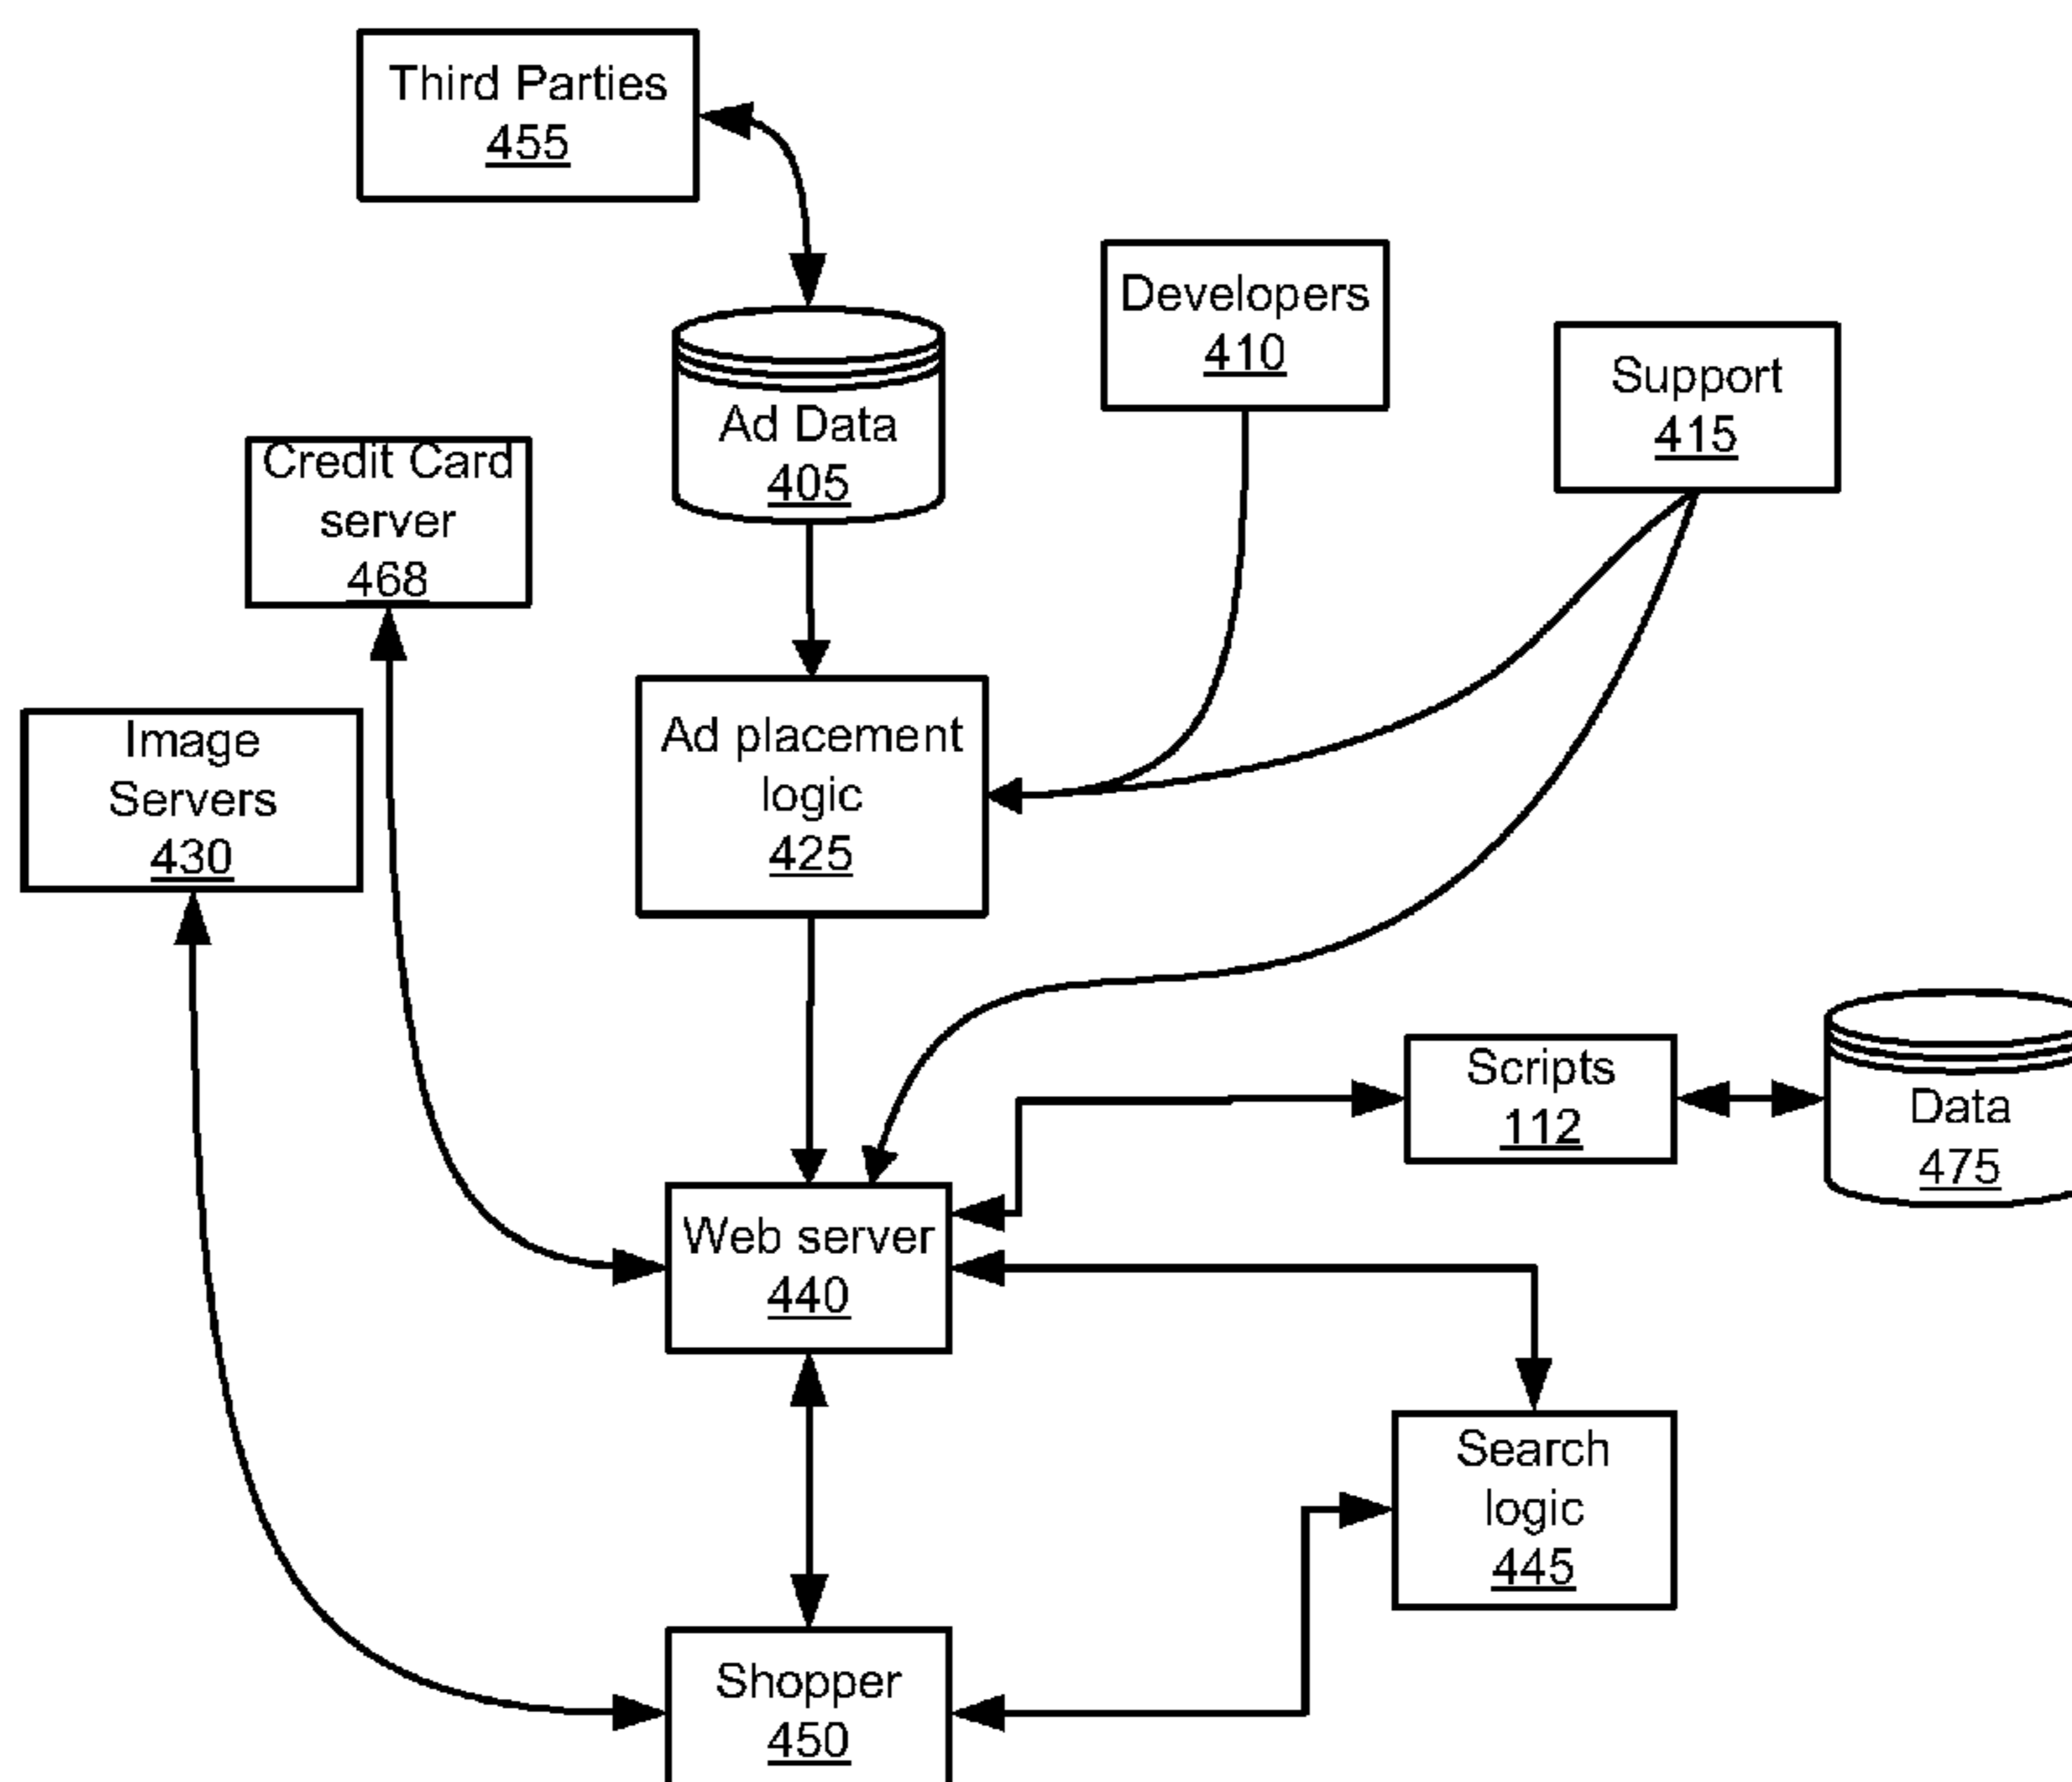 Third Parties
455
Developers
410
Support
415
Ad Data
405
Credit Card
server
468
Image
Servers
430
Ad placement
logic
425
Scripts
112
Data
475
Web server
440
Search
logic
445
Shopper
450